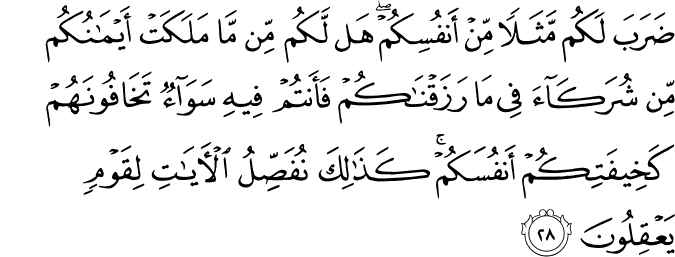 ضَرَبَ لَكُم مَّثَلًا مِّنْ أَنفُسِكُمْ ۖ هَل لَّكُم مِّن مَّا مَلَكَتْ أَيْمَـٰنُكُم
مِّن شُرَكَآءَ فِى مَا رَزَقْنَـٰكُمْ فَأَنتُمْ فِيهِ سَوَآءٌ تَخَافُونَهُمْ
كَخِيفَتِكُمْ أَنفُسَكُمْ ۚ كَذَٰلِكَ نُفَصِّلُ ٱلْـَٔايَـٰتِ لِقَوْمٍ
يَعْقِلُونَ ٢٨